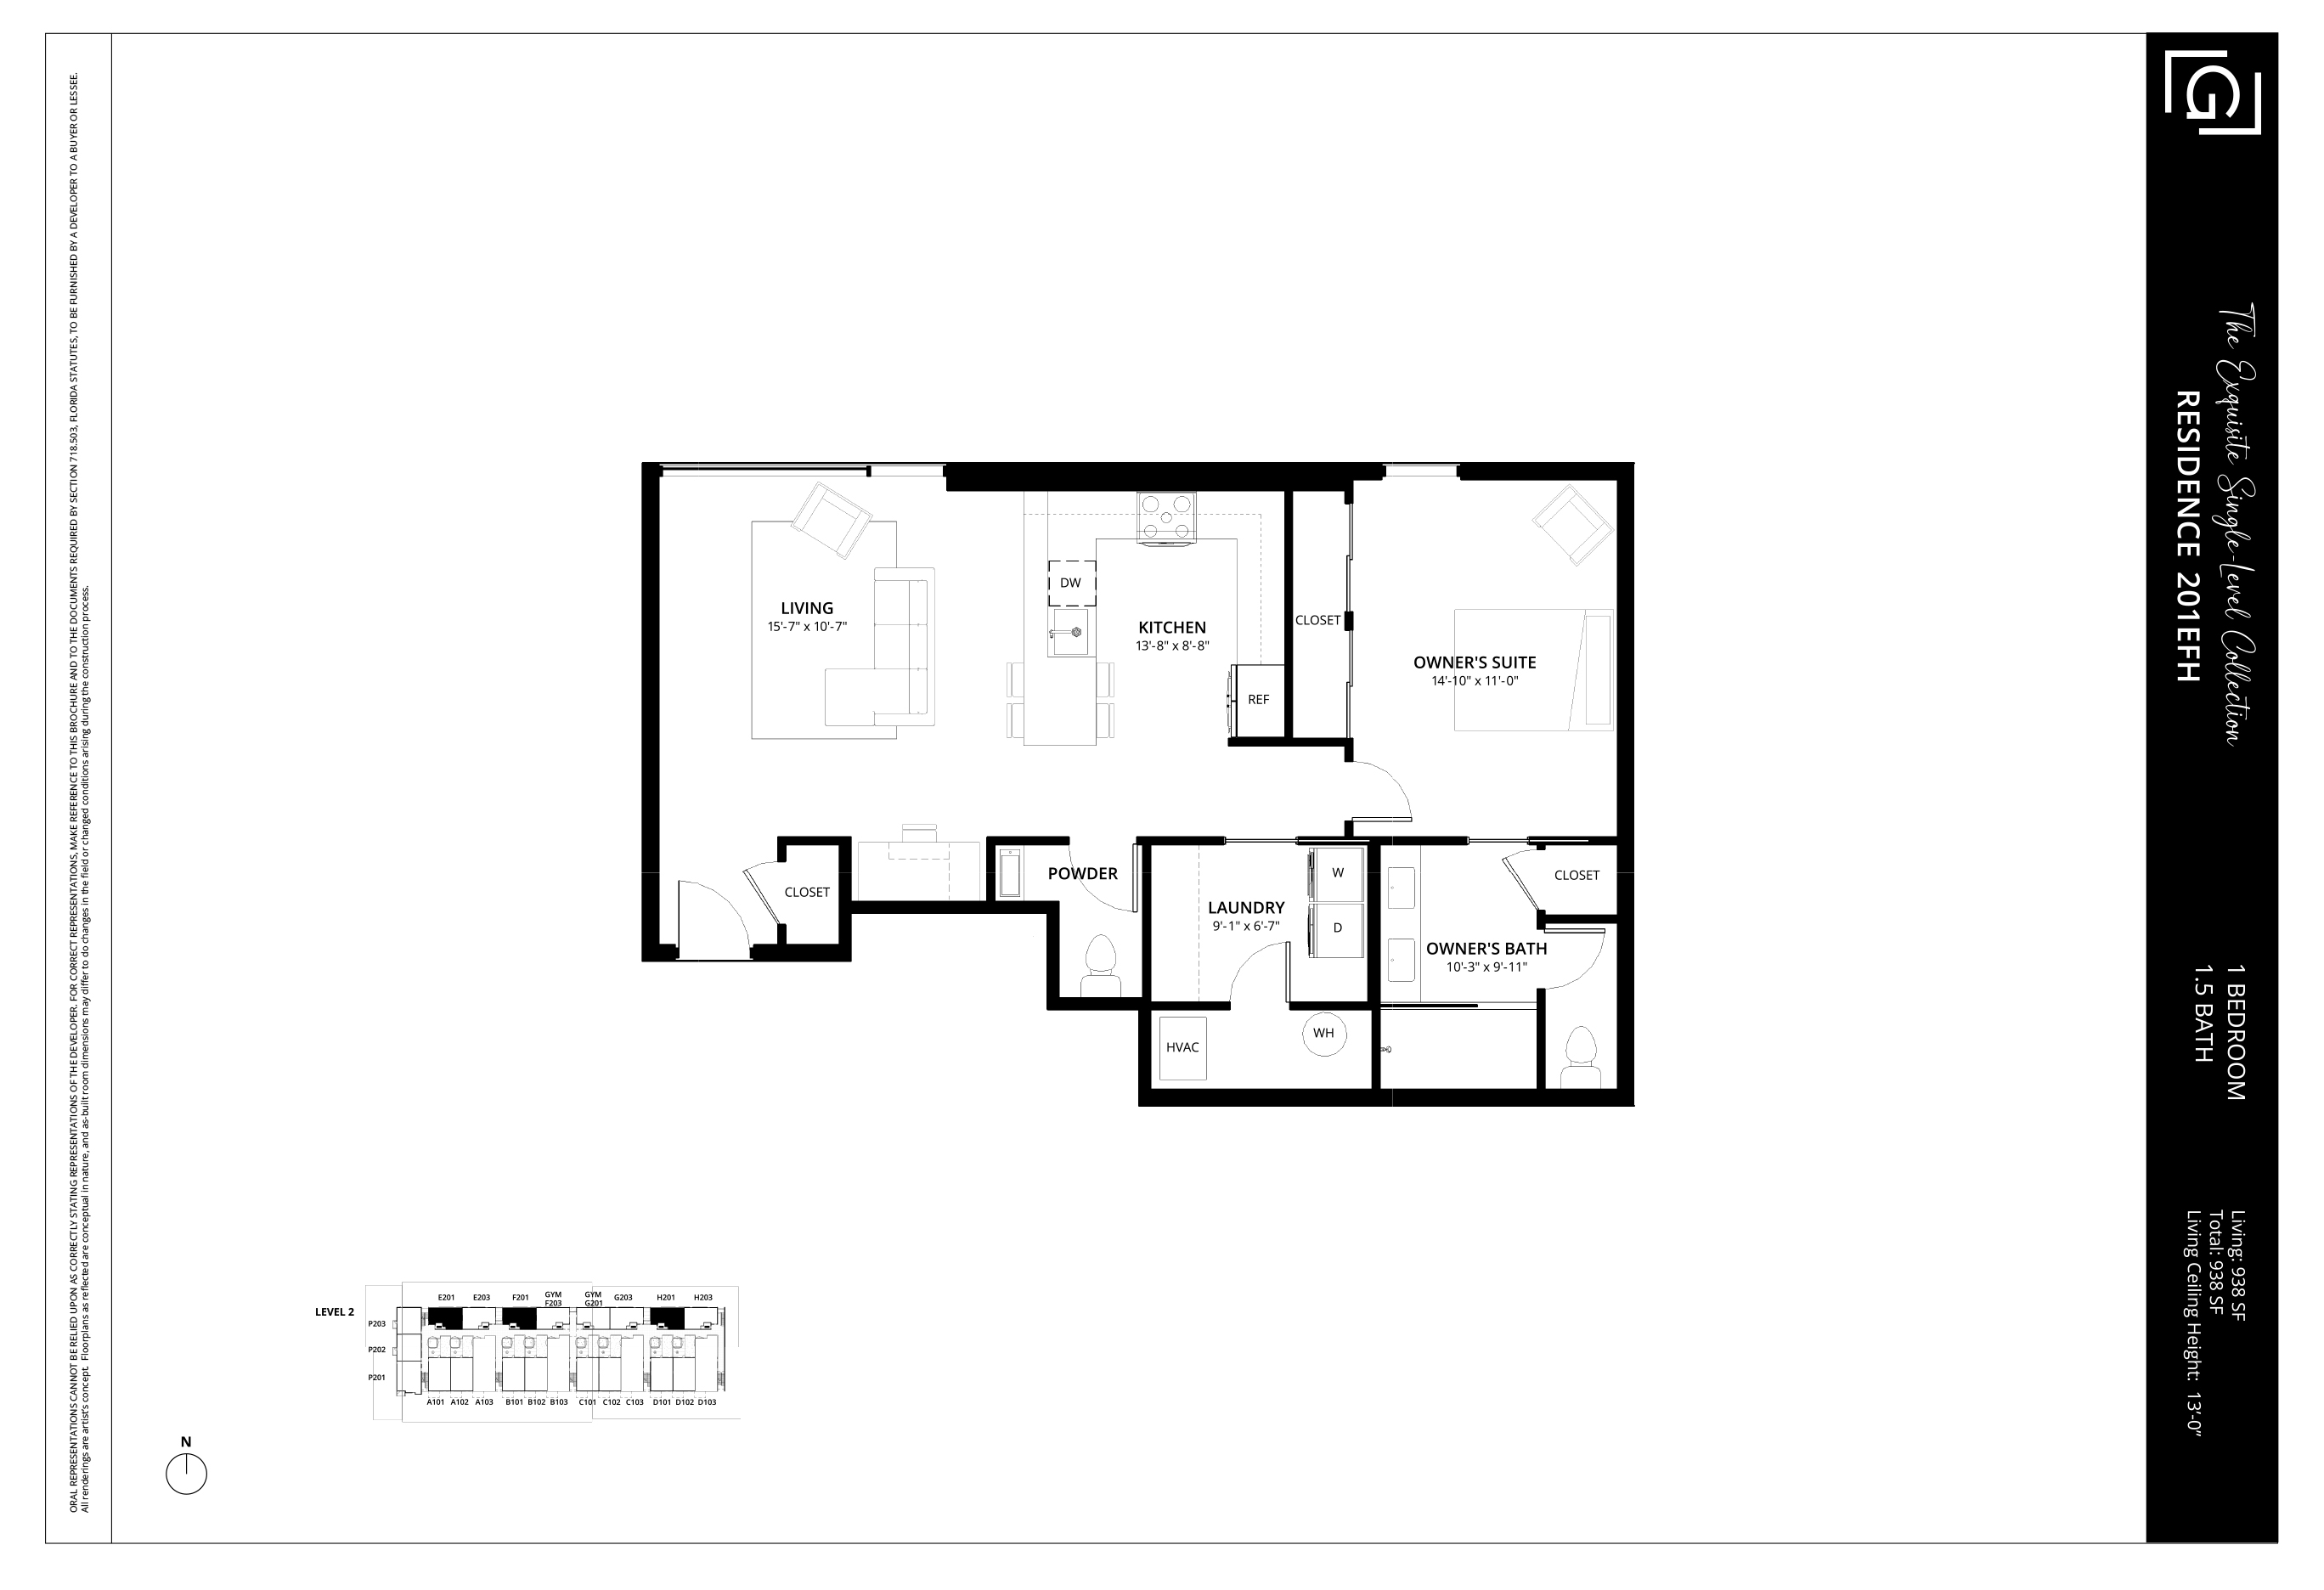 ORAL REPRESENTATIONS CANNOT BE RELIED UPON AS CORRECTLY STATING REPRESENTATIONS OF THE DEVELOPER. FOR CORRECT REPRESENTATIONS, MAKE REFERENCE TO THIS BROCHURE AND TO THE DOCUMENTS REQUIRED BY SECTION 718.503, FLORIDA STATUTES, TO BE FURNISHED BY A DEVELOPER TO A BUYER OR LESSEE.
All renderings are artist's concept. Floorplans as reflected are conceptual in nature, and as-built room dimensions may differ to do changes in the field or changed conditions arising during the construction process.
LIVING
15'-7" x 10'-7"
DW
KITCHEN
13'-8" x 8'-8"
REF
CLOSET
OWNER'S SUITE
14'-10" x 11'-0"
CLOSET
POWDER
LAUNDRY
9'-1" x 6'-7"
W
D
CLOSET
OWNER'S BATH
10'-3" x 9'-11"
HVAC
WH
LEVEL 2
E201 E203 F201 GYM F203 GYM G201 G203 H201 H203
P203
P202
P201
A101 A102 A103 B101 B102 B103 C101 C102 C103 D101 D102 D103
N
G
The Exquisite Single-Level Collection
RESIDENCE 201EFH
1 BEDROOM
1.5 BATH
Living: 938 SF
Total: 938 SF
Living Ceiling Height: 13'-0"